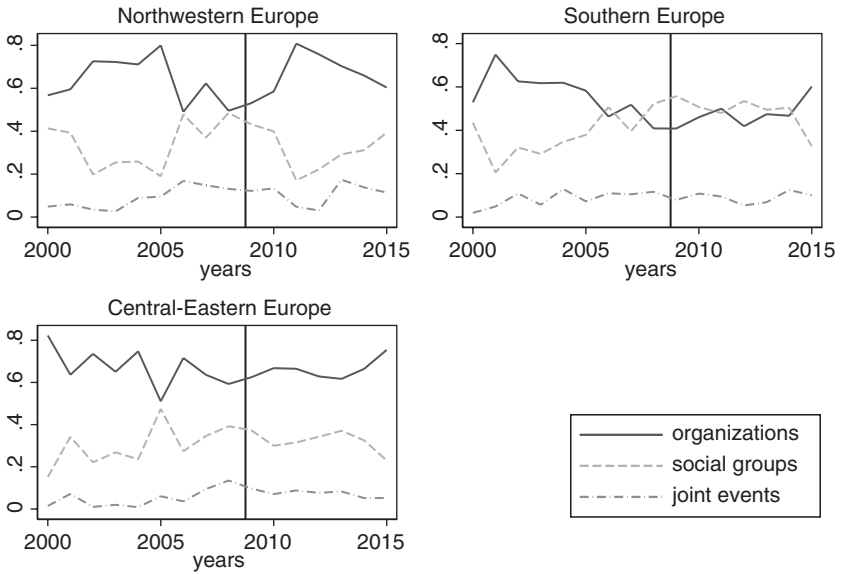 Northwestern Europe
.8
.6
.4
.2
0
2000 2005 2010 2015
years
Southern Europe
.8
.6
.4
.2
0
2000 2005 2010 2015
years
Central-Eastern Europe
.8
.6
.4
.2
0
2000 2005 2010 2015
years
organizations
social groups
joint events